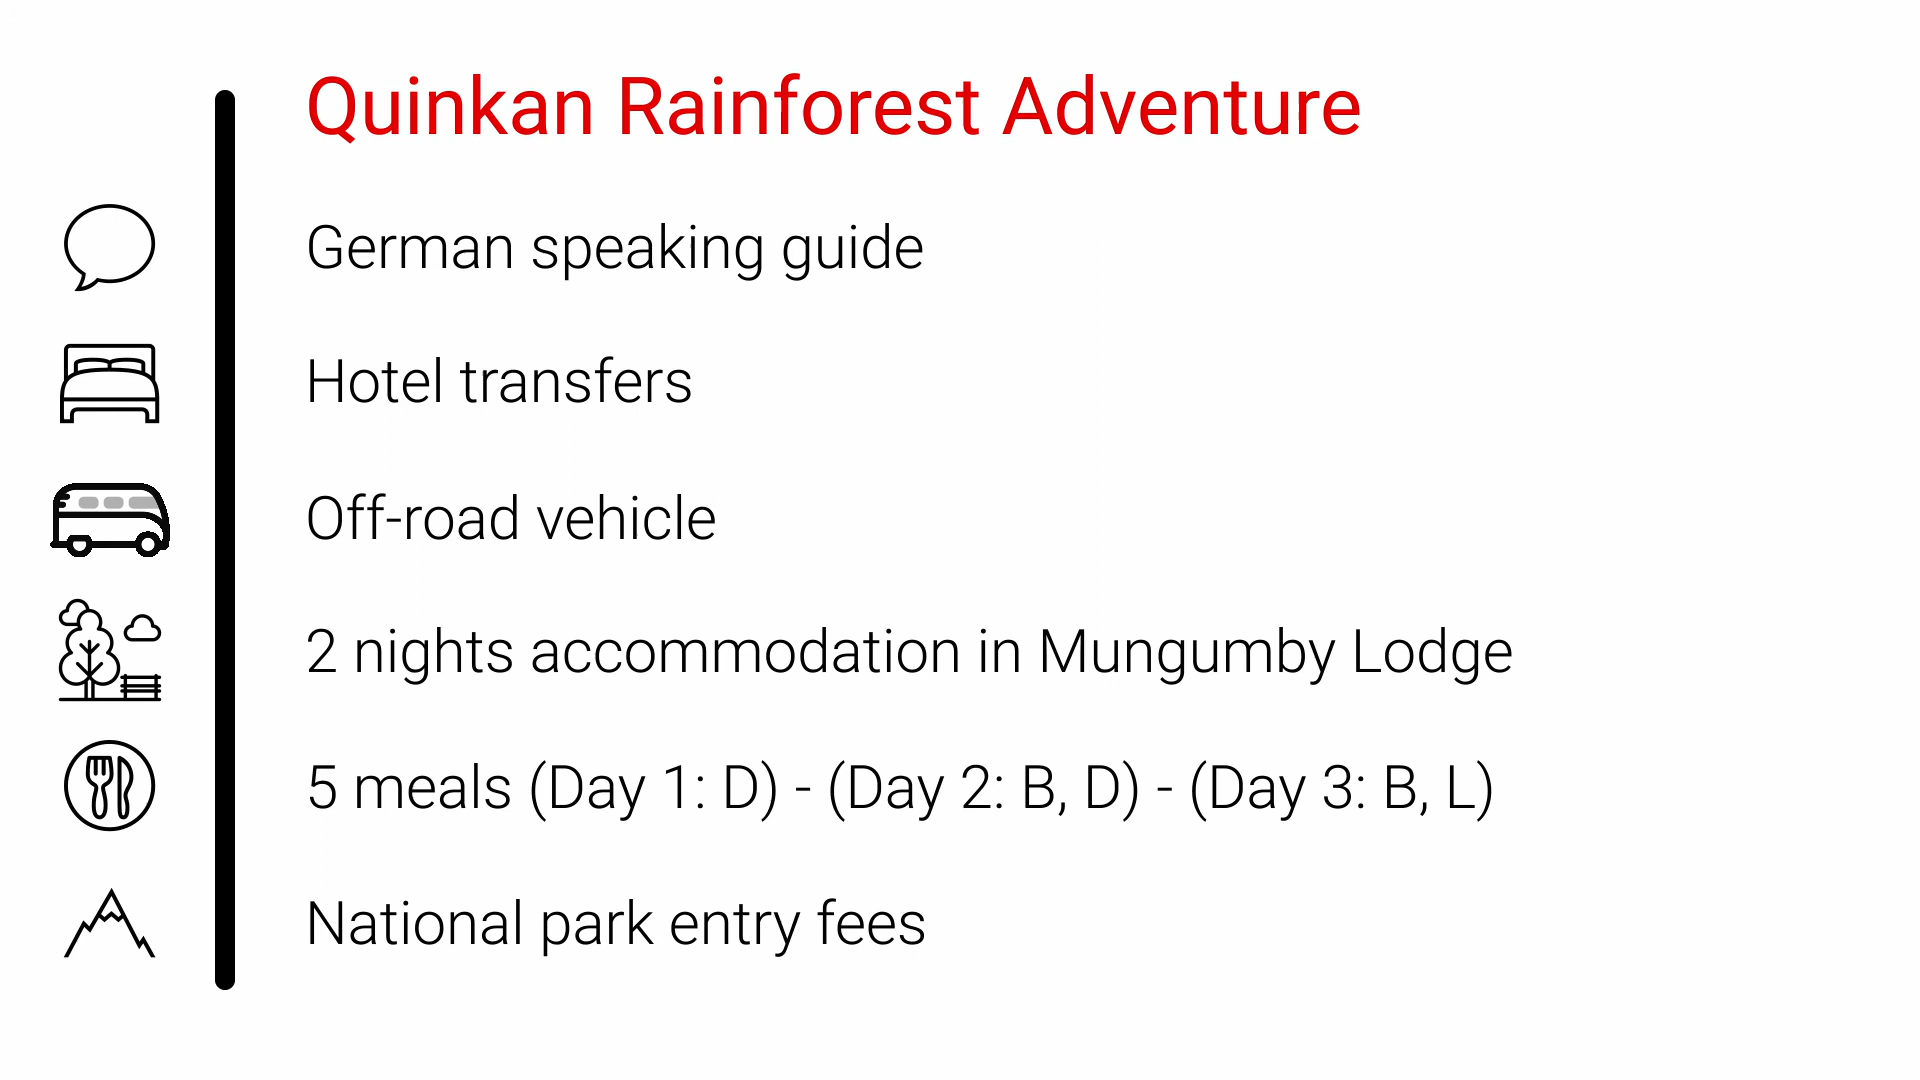 Quinkan Rainforest Adventure
German speaking guide
Hotel transfers
Off-road vehicle
2 nights accommodation in Mungumby Lodge
5 meals (Day 1: D) - (Day 2: B, D) - (Day 3: B, L)
National park entry fees